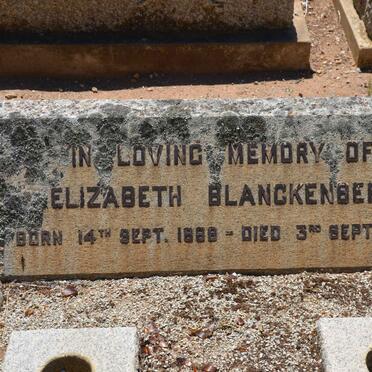 IN LOVING MEMORY OF
ELIZABETH BLANCKENBE
BORN 14TH SEPT. 1888 - DIED 3RD SEPT